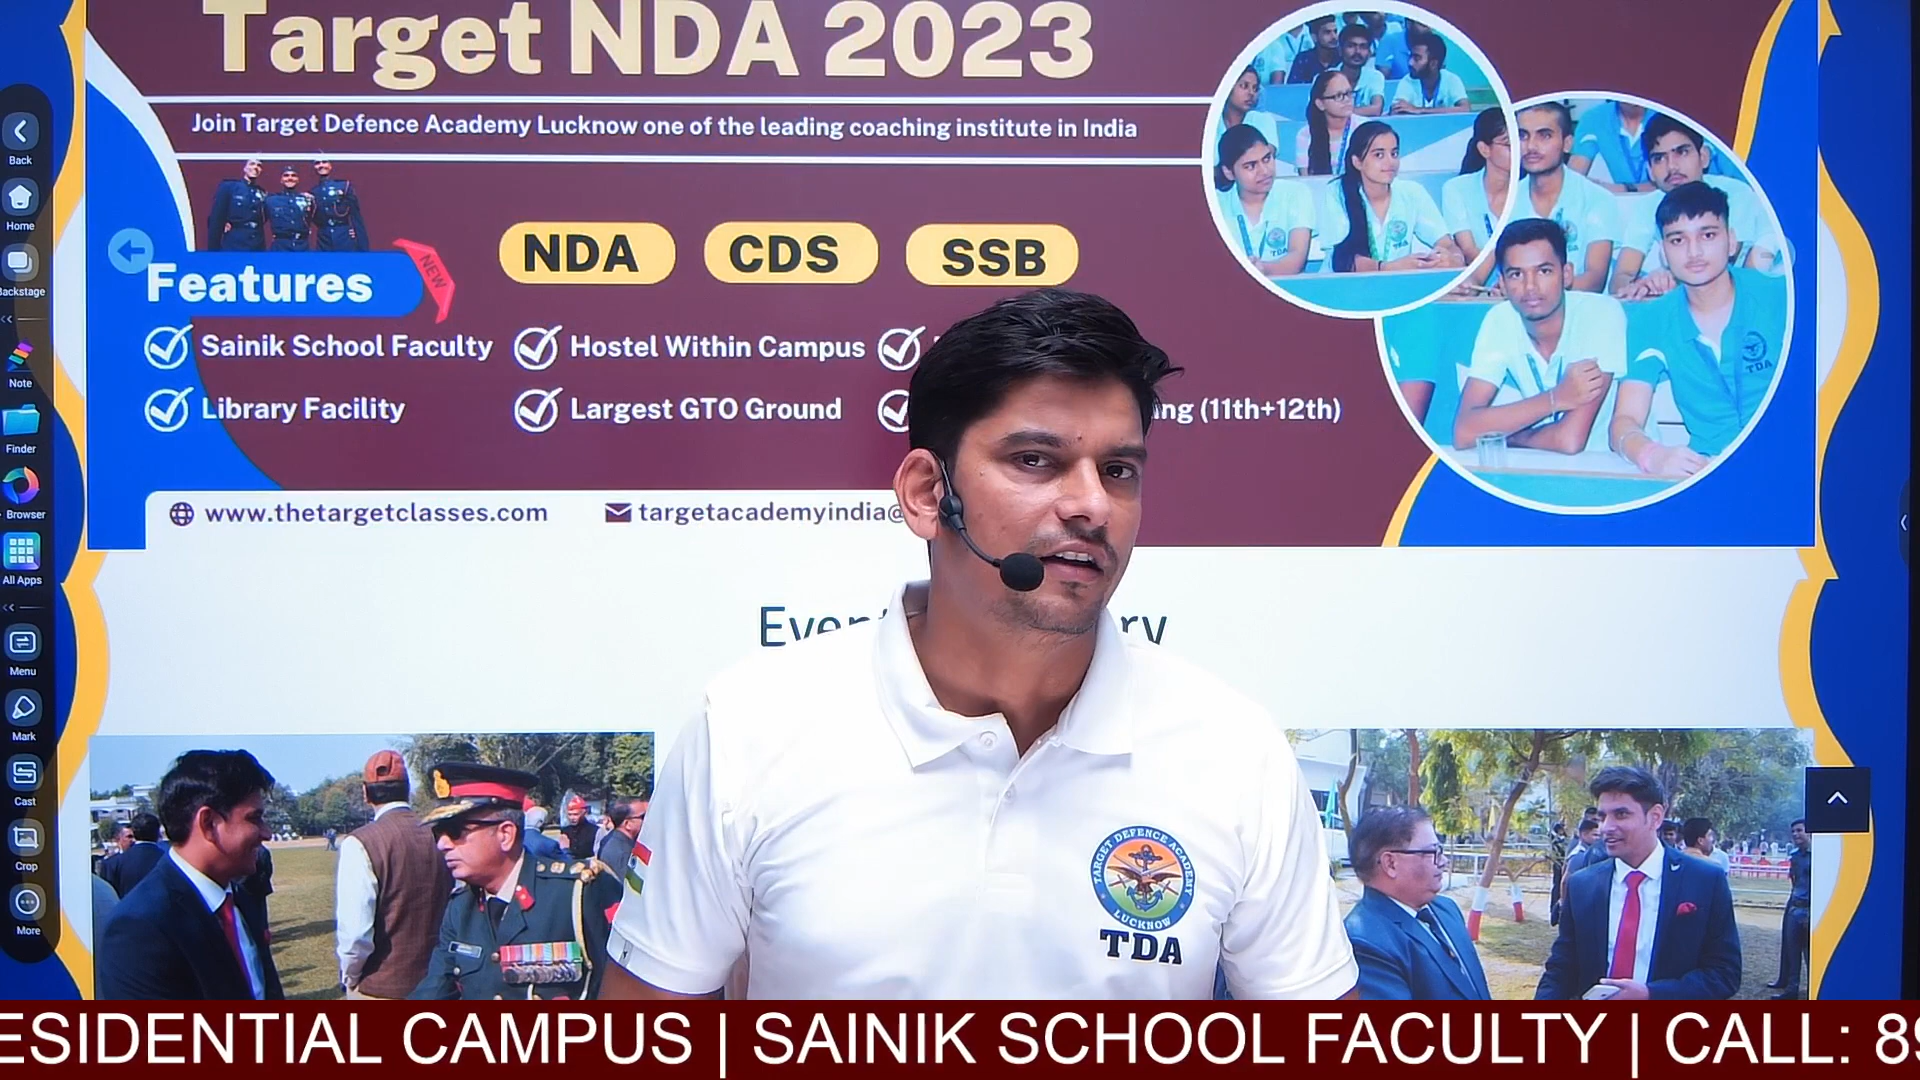 Target NDA 2023
Join Target Defence Academy Lucknow one of the leading coaching institute in India
NDA CDS SSB
Features
NEW
Sainik School Faculty
Hostel Within Campus
Library Facility
Largest GTO Ground
(11th+12th)
www.thetargetclasses.com
targetacademyindia@
Back
Home
Backstage
Note
Finder
Browser
All Apps
Menu
Mark
Cast
Crop
More
TDA
TDA
TARGET DEFENCE ACADEMY
LUCKNOW
TDA
ESIDENTIAL CAMPUS | SAINIK SCHOOL FACULTY | CALL: 89